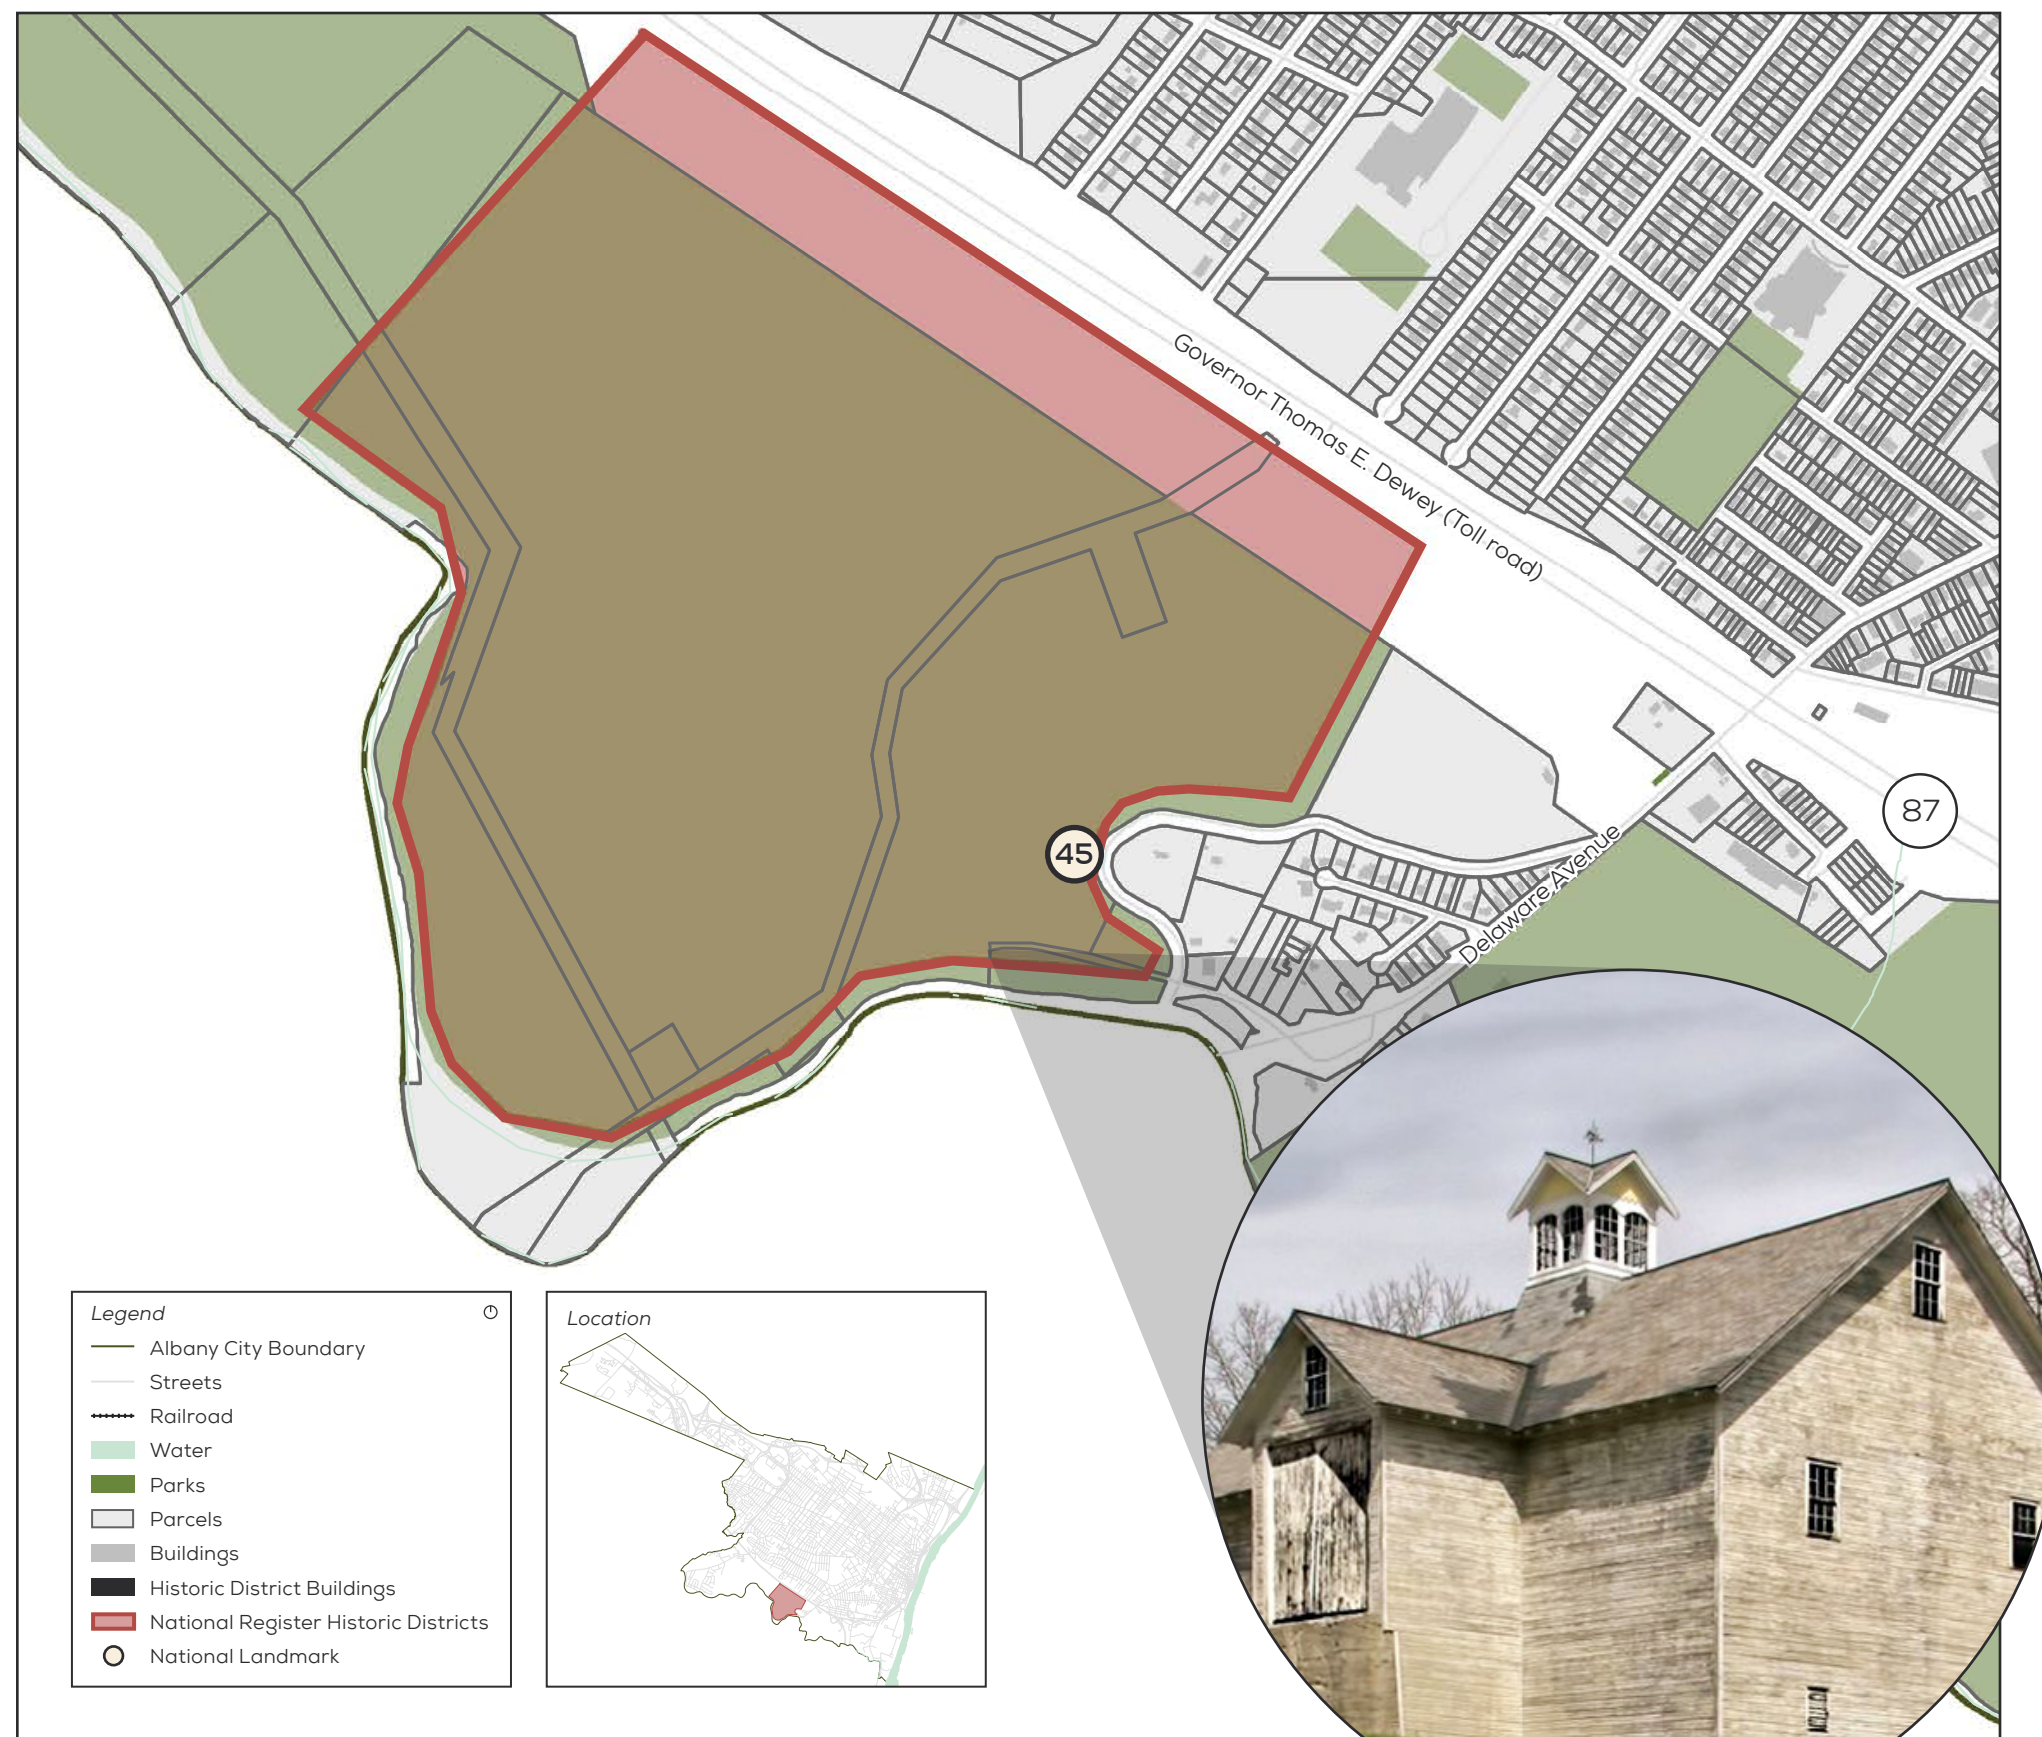 Governor Thomas E. Dewey (Toll road)
87
45
Delaware Avenue
Legend
Albany City Boundary
Streets
Railroad
Water
Parks
Parcels
Buildings
Historic District Buildings
National Register Historic Districts
National Landmark
Location